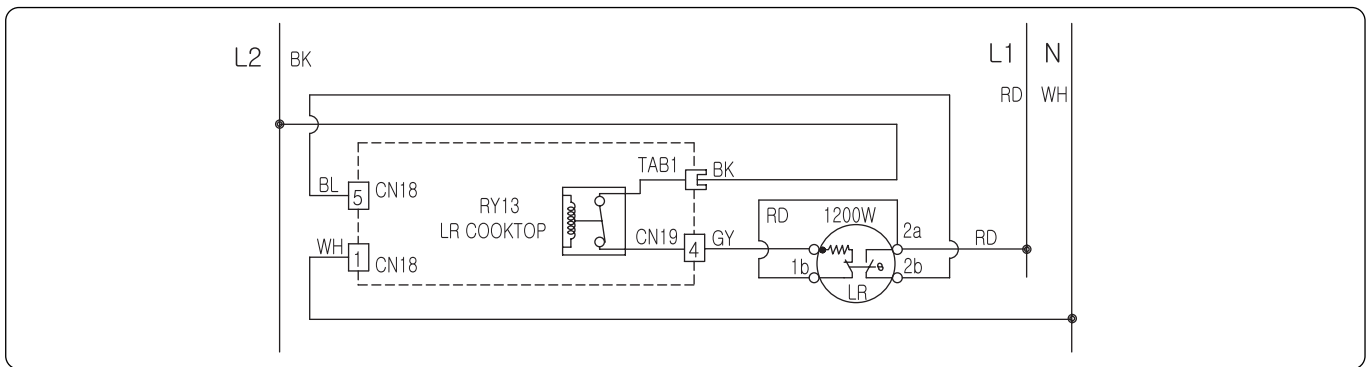 L2
BK
L1
N
RD
WH
TAB1
BK
BL
5
CN18
RY13
LR COOKTOP
WH
1
CN18
CN19
4
GY
RD
1200W
2a
RD
1b
θ
2b
LR